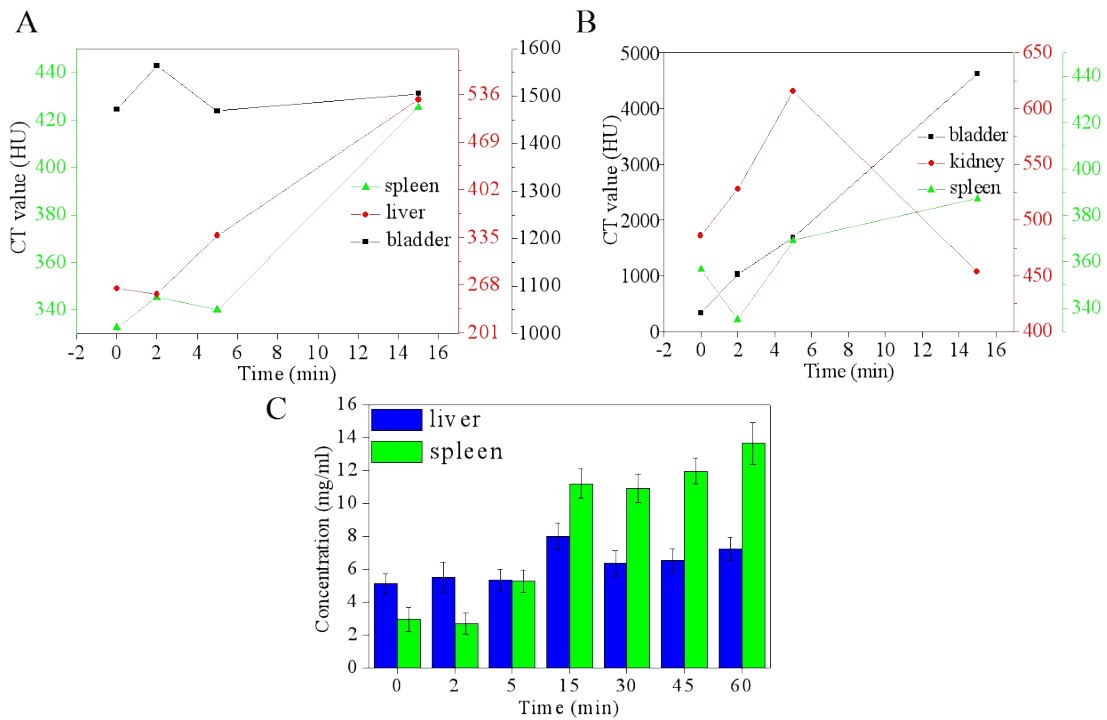 A
CT value (HU)
440
420
400
380
360
340
536
469
402
335
268
201
1600
1500
1400
1300
1200
1100
1000
spleen
liver
bladder
-2 0 2 4 6 8 10 12 14 16
Time (min)
B
CT value (HU)
5000
4000
3000
2000
1000
0
650
600
550
500
450
400
440
420
400
380
360
340
bladder
kidney
spleen
-2 0 2 4 6 8 10 12 14 16
Time (min)
C
Concentration (mg/ml)
16
14
12
10
8
6
4
2
0
liver
spleen
0 2 5 15 30 45 60
Time (min)